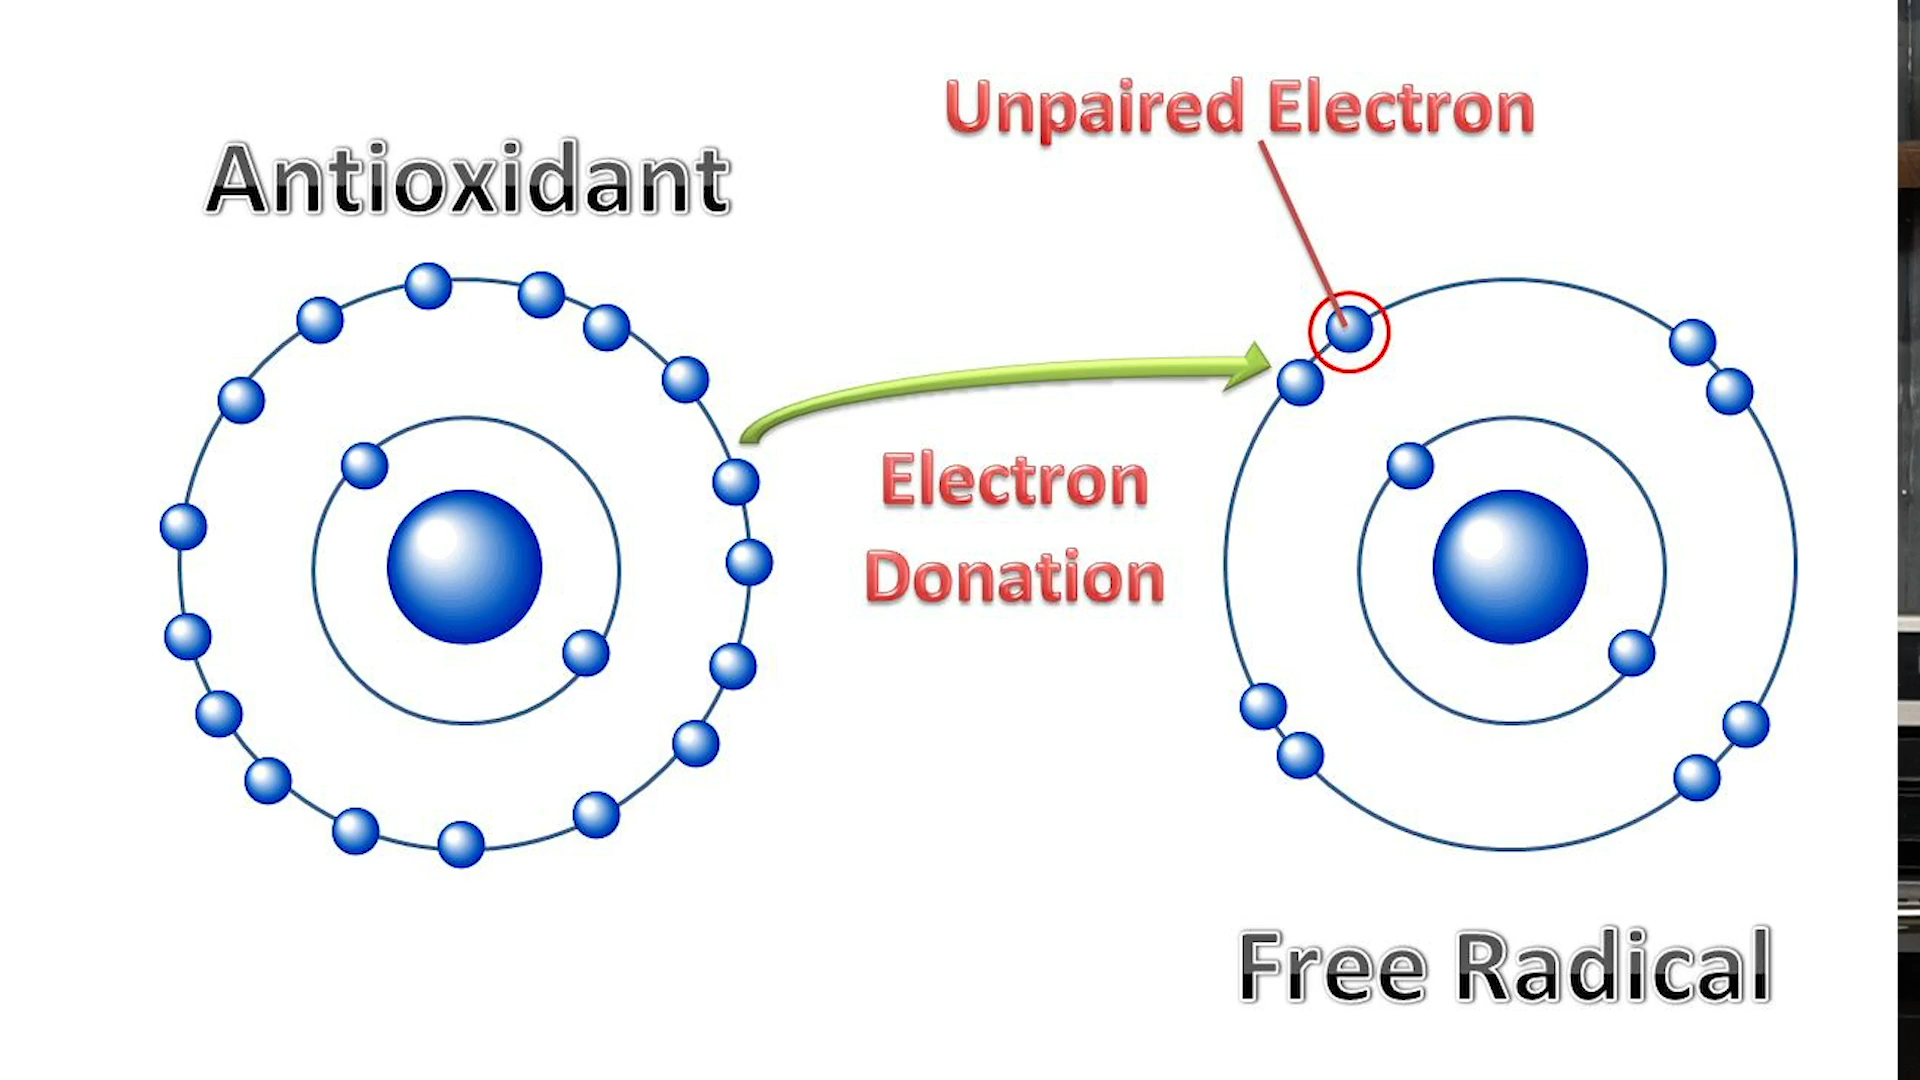 Unpaired Electron
Antioxidant
Electron
Donation
Free Radical